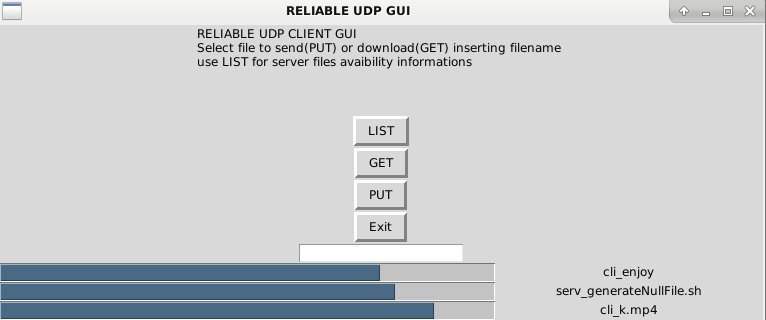 RELIABLE UDP GUI
RELIABLE UDP CLIENT GUI
Select file to send(PUT) or download(GET) inserting filename
use LIST for server files avaibility informations
LIST
GET
PUT
Exit
cli_enjoy
serv_generateNullFile.sh
cli_k.mp4